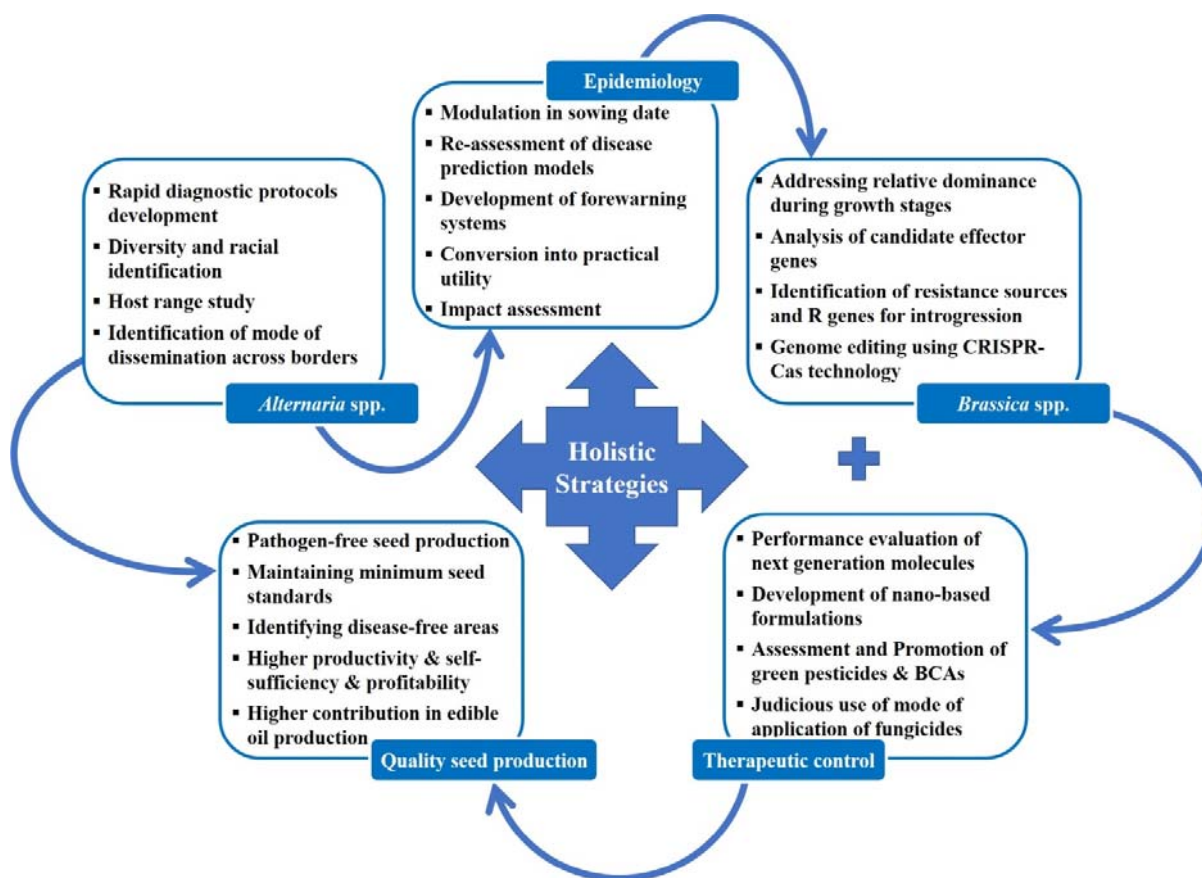 Epidemiology
▪ Modulation in sowing date
▪ Re-assessment of disease
prediction models
▪ Development of forewarning
systems
▪ Conversion into practical
utility
▪ Impact assessment
▪ Rapid diagnostic protocols
development
▪ Diversity and racial
identification
▪ Host range study
▪ Identification of mode of
dissemination across borders
Alternaria spp.
▪ Addressing relative dominance
during growth stages
▪ Analysis of candidate effector
genes
▪ Identification of resistance sources
and R genes for introgression
▪ Genome editing using CRISPR-
Cas technology
Brassica spp.
Holistic
Strategies
▪ Pathogen-free seed production
▪ Maintaining minimum seed
standards
▪ Identifying disease-free areas
▪ Higher productivity & self-
sufficiency & profitability
▪ Higher contribution in edible
oil production
Quality seed production
▪ Performance evaluation of
next generation molecules
▪ Development of nano-based
formulations
▪ Assessment and Promotion of
green pesticides & BCAs
▪ Judicious use of mode of
application of fungicides
Therapeutic control